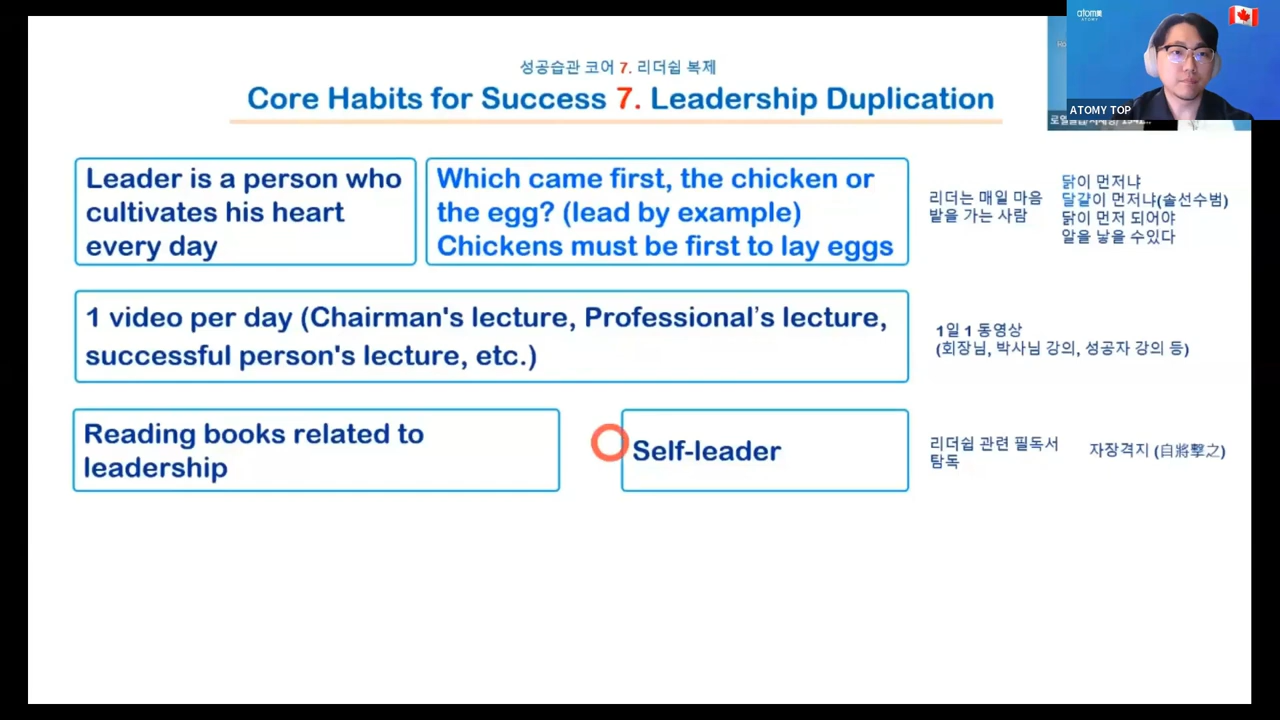 성공습관 코어 7. 리더쉽 복제
Core Habits for Success 7. Leadership Duplication
atom美
ATOMY
ATOMY TOP
Leader is a person who
cultivates his heart
every day
Which came first, the chicken or
the egg? (lead by example)
Chickens must be first to lay eggs
리더는 매일 마음
밭을 가는 사람
닭이 먼저냐
달걀이 먼저냐(솔선수범)
닭이 먼저 되어야
알을 낳을 수있다
1 video per day (Chairman's lecture, Professional's lecture,
successful person's lecture, etc.)
1일 1 동영상
(회장님, 박사님 강의, 성공자 강의 등)
Reading books related to
leadership
Self-leader
리더쉽 관련 필독서
탐독
자장격지 (自將擊之)